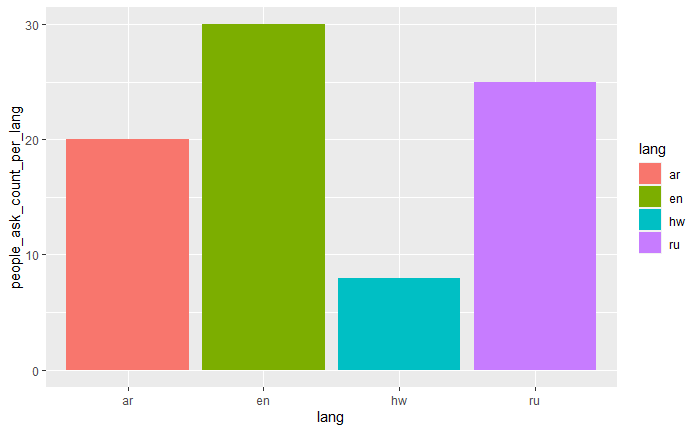 people_ask_count_per_lang
30
20
10
0
ar
en
hw
ru
lang
lang
ar
en
hw
ru